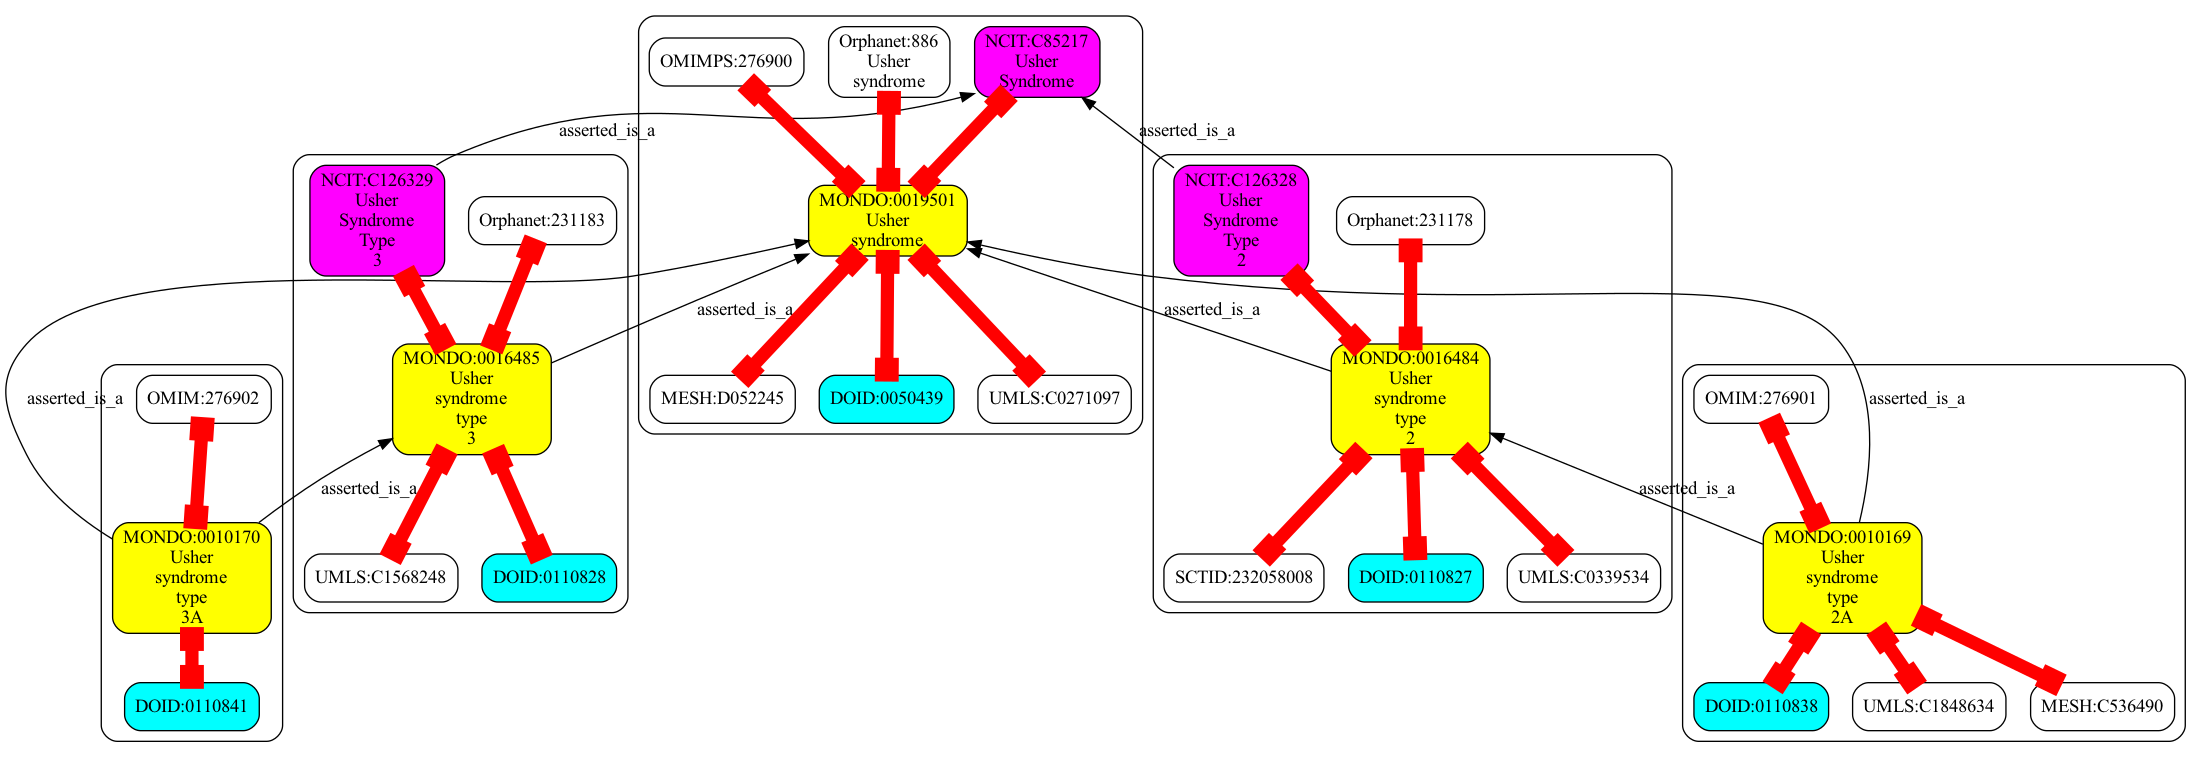 OMIMPS:276900
Orphanet:886
Usher
syndrome
NCIT:C85217
Usher
Syndrome
asserted_is_a
asserted_is_a
NCIT:C126329
Usher
Syndrome
Type
3
Orphanet:231183
MONDO:0019501
Usher
syndrome
NCIT:C126328
Usher
Syndrome
Type
2
Orphanet:231178
asserted_is_a
asserted_is_a
MONDO:0016485
Usher
syndrome
type
3
MESH:D052245
DOID:0050439
UMLS:C0271097
MONDO:0016484
Usher
syndrome
type
2
asserted_is_a
OMIM:276902
OMIM:276901
asserted_is_a
asserted_is_a
asserted_is_a
MONDO:0010170
Usher
syndrome
type
3A
UMLS:C1568248
DOID:0110828
SCTID:232058008
DOID:0110827
UMLS:C0339534
MONDO:0010169
Usher
syndrome
type
2A
DOID:0110841
DOID:0110838
UMLS:C1848634
MESH:C536490